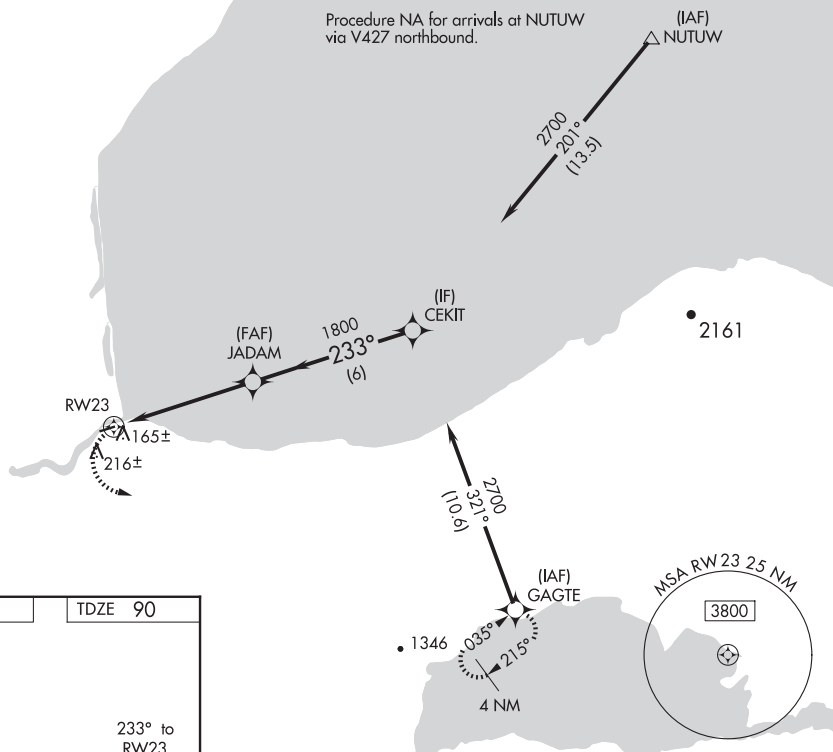 Procedure NA for arrivals at NUTUW
via V427 northbound.
(IAF)
NUTUW
2700
201°
(13.5)
(IF)
CEKIT
2161
(FAF)
JADAM
1800
233°
(6)
RW23
165±
216±
2700
321°
(10.6)
(IAF)
GAGTE
MSA RW 23 25 NM
3800
TDZE 90
1346
035°
215°
4 NM
233° to
RW23